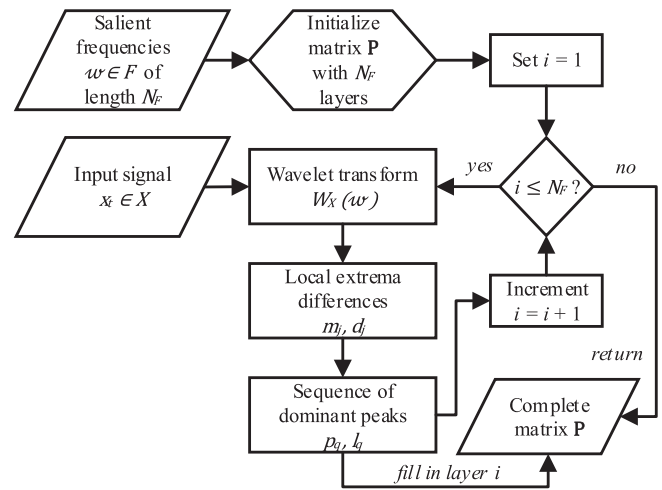 Salient
frequencies
w ∈ F of
length N_F
Initialize
matrix P
with N_F
layers
Set i = 1
Input signal
x_t ∈ X
Wavelet transform
W_X (w)
yes
i ≤ N_F ?
no
Local extrema
differences
m_j, d_j
Increment
i = i + 1
return
Sequence of
dominant peaks
p_q, l_q
Complete
matrix P
fill in layer i